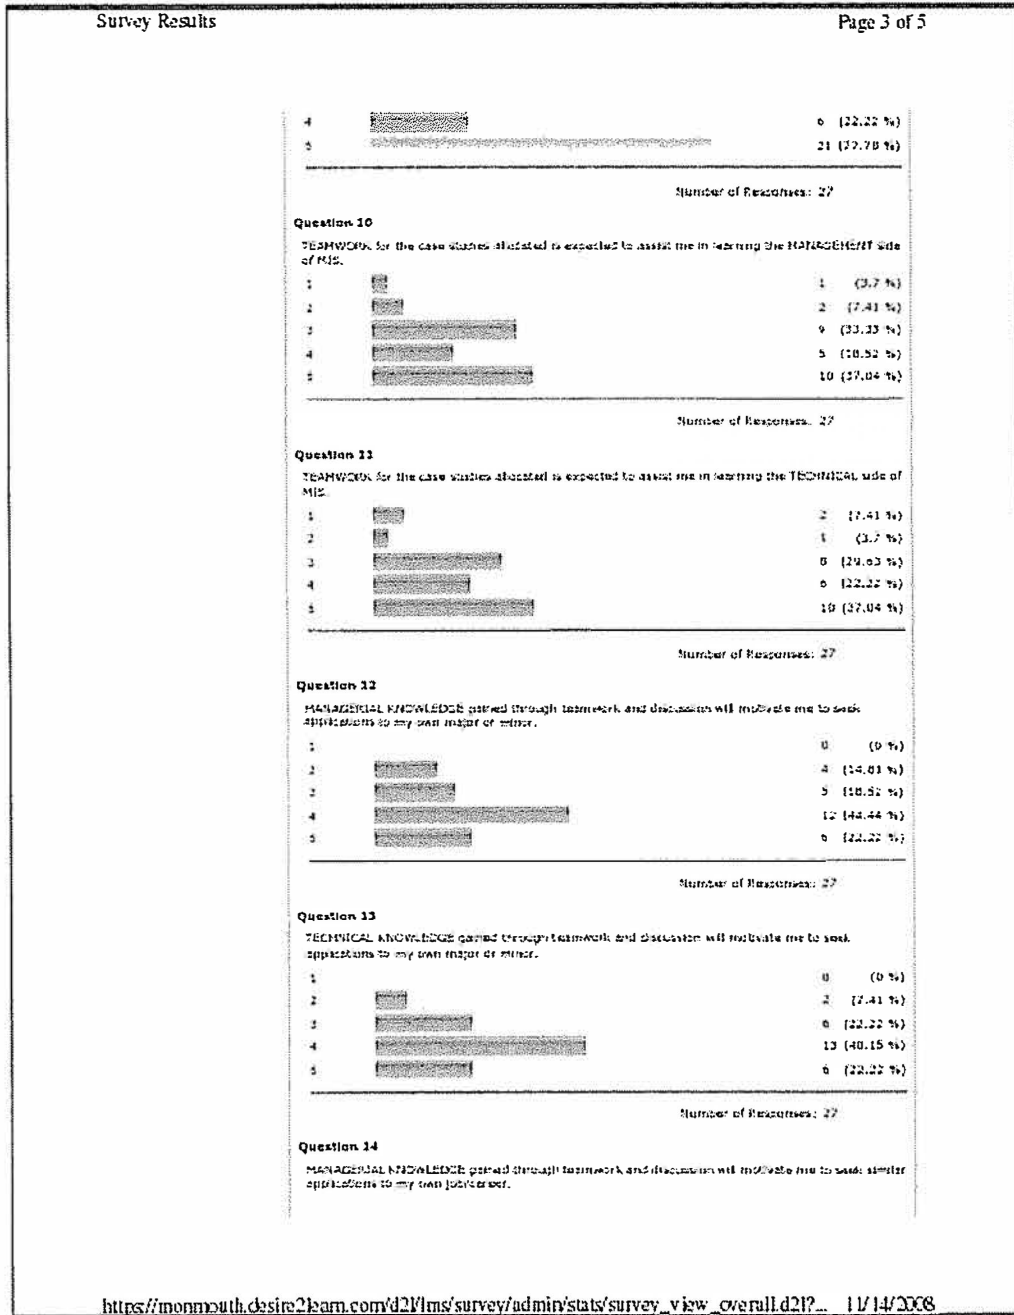 Survey Results Page 3 of 5
4 6 (22.22 %)
5 21 (77.78 %)
Number of Responses: 27
Question 10
TEAMWORK for the case studies allocated is expected to assist me in learning the MANAGEMENT side
of MIS.
1 1 (3.7 %)
2 2 (7.41 %)
3 9 (33.33 %)
4 5 (18.52 %)
5 10 (37.04 %)
Number of Responses: 27
Question 11
TEAMWORK for the case studies allocated is expected to assist me in learning the TECHNICAL side of
MIS.
1 2 (7.41 %)
2 1 (3.7 %)
3 8 (29.63 %)
4 6 (22.22 %)
5 10 (37.04 %)
Number of Responses: 27
Question 12
MANAGERIAL KNOWLEDGE gained through teamwork and discussion will motivate me to seek
applications to my own major or minor.
1 0 (0 %)
2 4 (14.81 %)
3 5 (18.52 %)
4 12 (44.44 %)
5 6 (22.22 %)
Number of Responses: 27
Question 13
TECHNICAL KNOWLEDGE gained through teamwork and discussion will motivate me to seek
applications to my own major or minor.
1 0 (0 %)
2 2 (7.41 %)
3 6 (22.22 %)
4 13 (48.15 %)
5 6 (22.22 %)
Number of Responses: 27
Question 14
MANAGERIAL KNOWLEDGE gained through teamwork and discussion will motivate me to seek similar
applications to my own job/career.
https://monmouth.desire2learn.com/d2l/lms/survey/admin/stats/survey_view_overall.d2l?... 11/14/2008